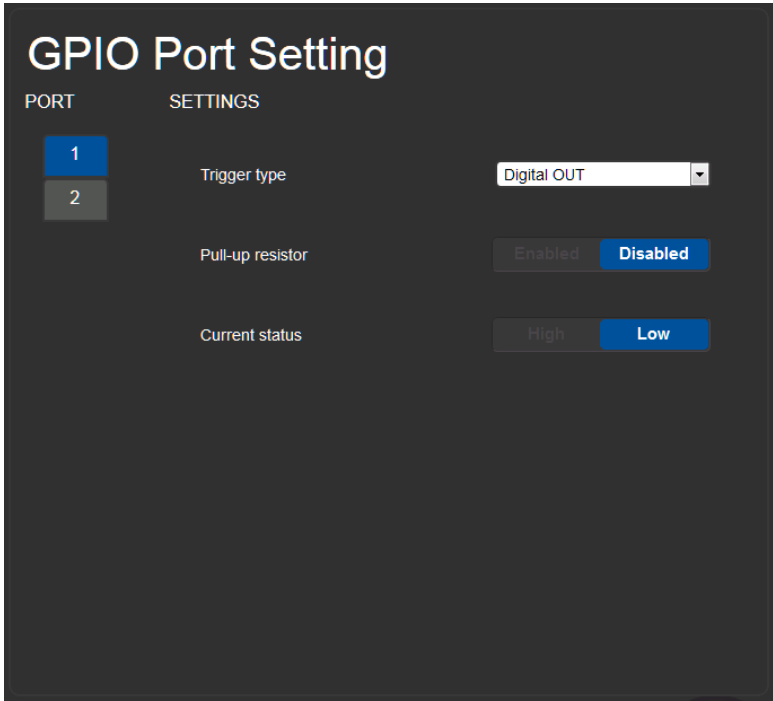 GPIO Port Setting
PORT SETTINGS
1
2
Trigger type Digital OUT
Pull-up resistor Enabled Disabled
Current status High Low